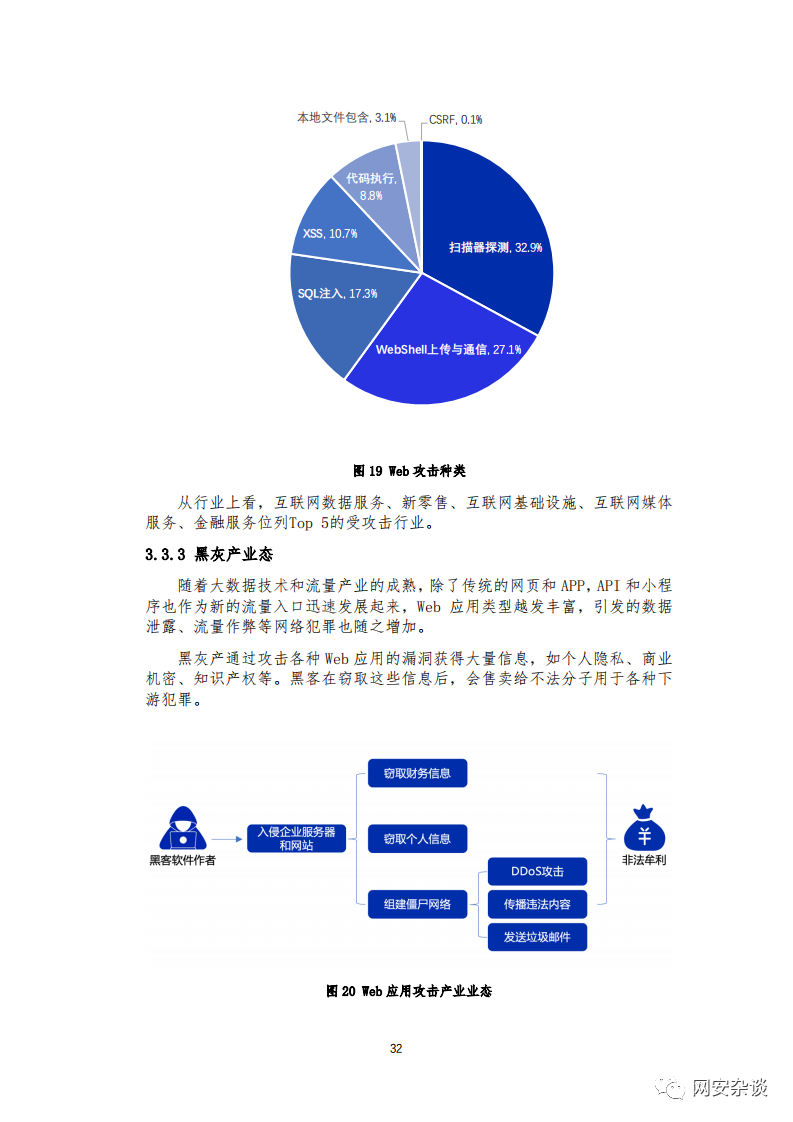 本地文件包含, 3.1%
CSRF, 0.1%
代码执行,
8.8%
XSS, 10.7%
扫描器探测, 32.9%
SQL注入, 17.3%
WebShell上传与通信, 27.1%
图19 Web 攻击种类
从行业上看，互联网数据服务、新零售、互联网基础设施、互联网媒体
服务、金融服务位列Top 5的受攻击行业。
3.3.3 黑灰产业态
随着大数据技术和流量产业的成熟，除了传统的网页和 APP，API 和小程
序也作为新的流量入口迅速发展起来，Web 应用类型越发丰富，引发的数据
泄露、流量作弊等网络犯罪也随之增加。
黑灰产通过攻击各种 Web 应用的漏洞获得大量信息，如个人隐私、商业
机密、知识产权等。黑客在窃取这些信息后，会售卖给不法分子用于各种下
游犯罪。
窃取财务信息
入侵企业服务器
和网站
窃取个人信息
¥
黑客软件作者
非法牟利
DDoS攻击
组建僵尸网络
传播违法内容
发送垃圾邮件
图 20 Web 应用攻击产业业态
32
网安杂谈